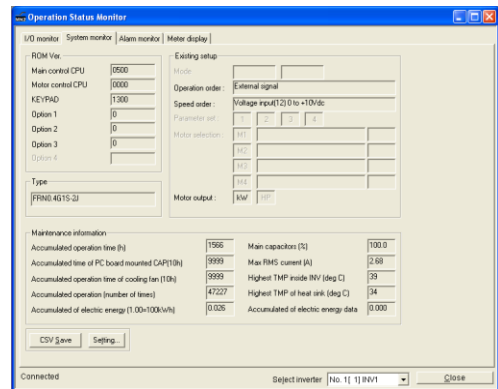 Operation Status Monitor
I/O monitor System monitor Alarm monitor Meter display
ROM Ver.
Main control CPU 0500
Motor control CPU 0000
KEYPAD 1300
Option 1 0
Option 2 0
Option 3 0
Option 4
Type
FRN0.4G1S-2J
Existing setup
Mode
Operation order : External signal
Speed order : Voltage input(12) 0 to +10Vdc
Parameter set: 1 2 3 4
Motor selection: M1
M2
M3
M4
Motor output : kW HP
Maintenance information
Accumulated operation time (h) 1566
Accumulated time of PC board mounted CAP(10h) 9999
Accumulated operation time of cooling fan (10h) 9999
Accumulated operation (number of times) 47227
Accumulated of electric energy (1.00=100kWh) 0.026
Main capacitors (%) 100.0
Max RMS current (A) 2.68
Highest TMP inside INV (deg C) 39
Highest TMP of heat sink (deg C) 34
Accumulated of electric energy data 0.000
CSV Save Setting...
Connected
Select inverter No. 1[ 1] INV1
Close